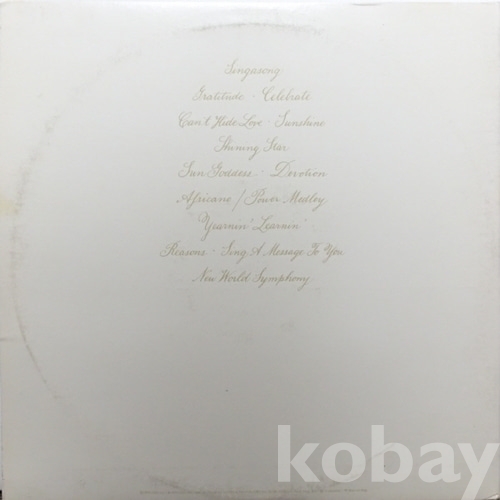 Singasong
Gratitude · Celebrate
Can't Hide Love · Sunshine
Shining Star
Sun Goddess · Devotion
Africano / Power Medley
"Yearnin' Learnin'"
Reasons · Sing A Message To You
New World Symphony
kobay